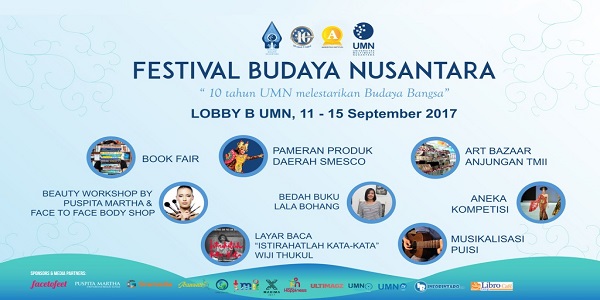 UMN
FESTIVAL BUDAYA NUSANTARA
“ 10 tahun UMN melestarikan Budaya Bangsa”
LOBBY B UMN, 11 - 15 September 2017
BOOK FAIR
PAMERAN PRODUK
DAERAH SMESCO
ART BAZAAR
ANJUNGAN TMII
BEAUTY WORKSHOP BY
PUSPITA MARTHA &
FACE TO FACE BODY SHOP
BEDAH BUKU
LALA BOHANG
ANEKA
KOMPETISI
LAYAR BACA
“ISTIRAHATLAH KATA-KATA”
WIJI THUKUL
MUSIKALISASI
PUISI
SPONSORS & MEDIA PARTNERS:
facetofeet
PUSPITA MARTHA
ULTIMAGZ
UMN
UMN
Libro